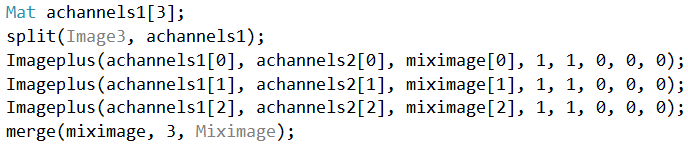 Mat achannels1[3];
split(Image3, achannels1);
Imageplus(achannels1[0], achannels2[0], miximage[0], 1, 1, 0, 0, 0);
Imageplus(achannels1[1], achannels2[1], miximage[1], 1, 1, 0, 0, 0);
Imageplus(achannels1[2], achannels2[2], miximage[2], 1, 1, 0, 0, 0);
merge(miximage, 3, Miximage);